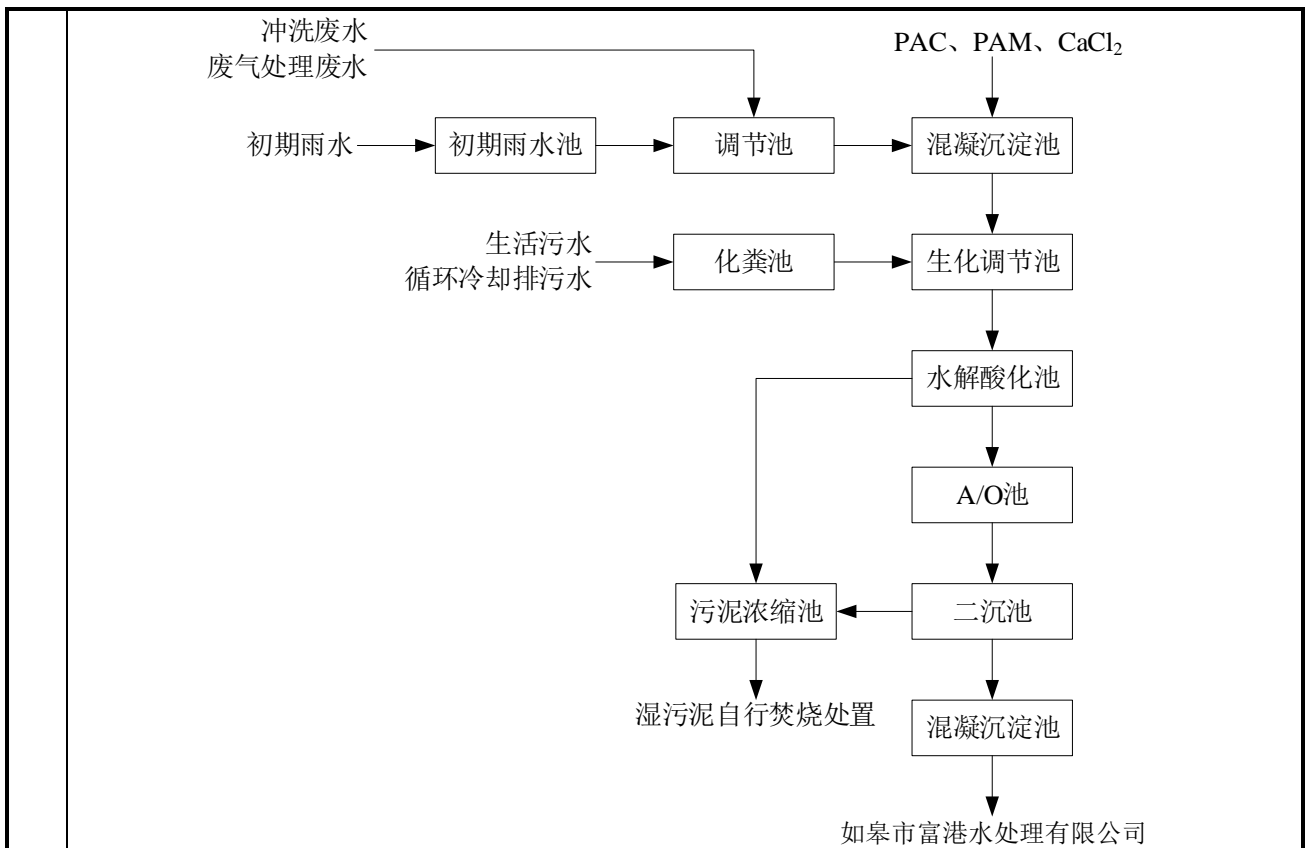 冲洗废水
废气处理废水
PAC、PAM、CaCl₂
初期雨水
初期雨水池
调节池
混凝沉淀池
生活污水
循环冷却排污水
化粪池
生化调节池
水解酸化池
A/O池
污泥浓缩池
二沉池
湿污泥自行焚烧处置
混凝沉淀池
如皋市富港水处理有限公司